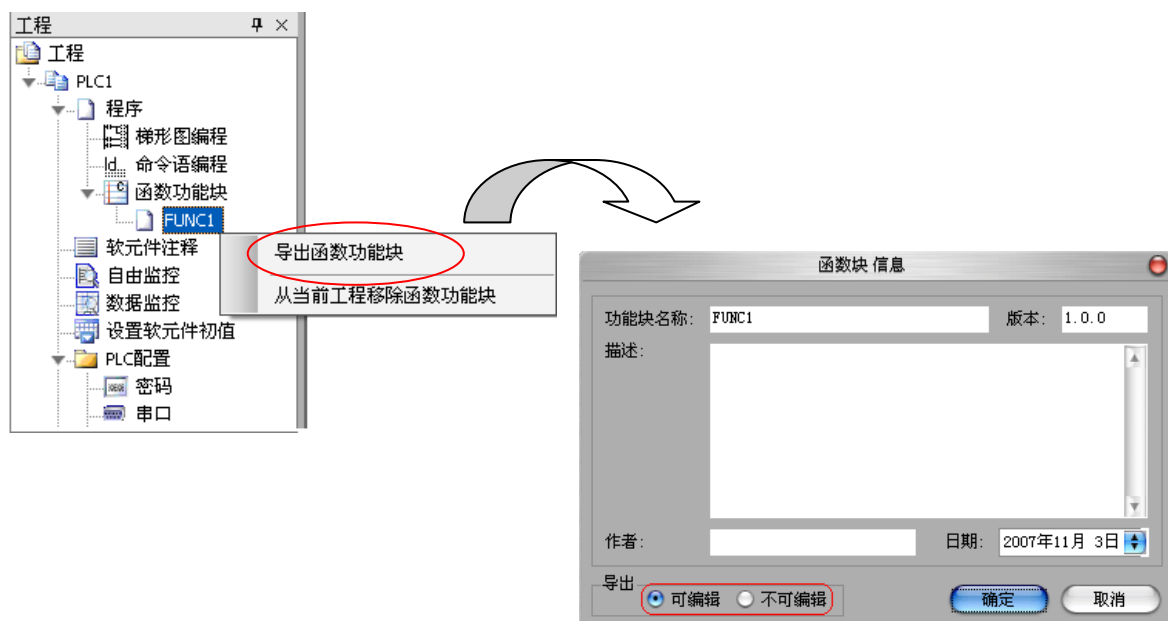 工程
工程
PLC1
程序
梯形图编程
命令语编程
函数功能块
FUNC1
软元件注释
自由监控
数据监控
设置软元件初值
PLC配置
密码
串口
导出函数功能块
从当前工程移除函数功能块
函数块 信息
功能块名称: FUNC1 版本: 1.0.0
描述:
作者: 日期: 2007年11月 3日
导出
可编辑 不可编辑 确定 取消